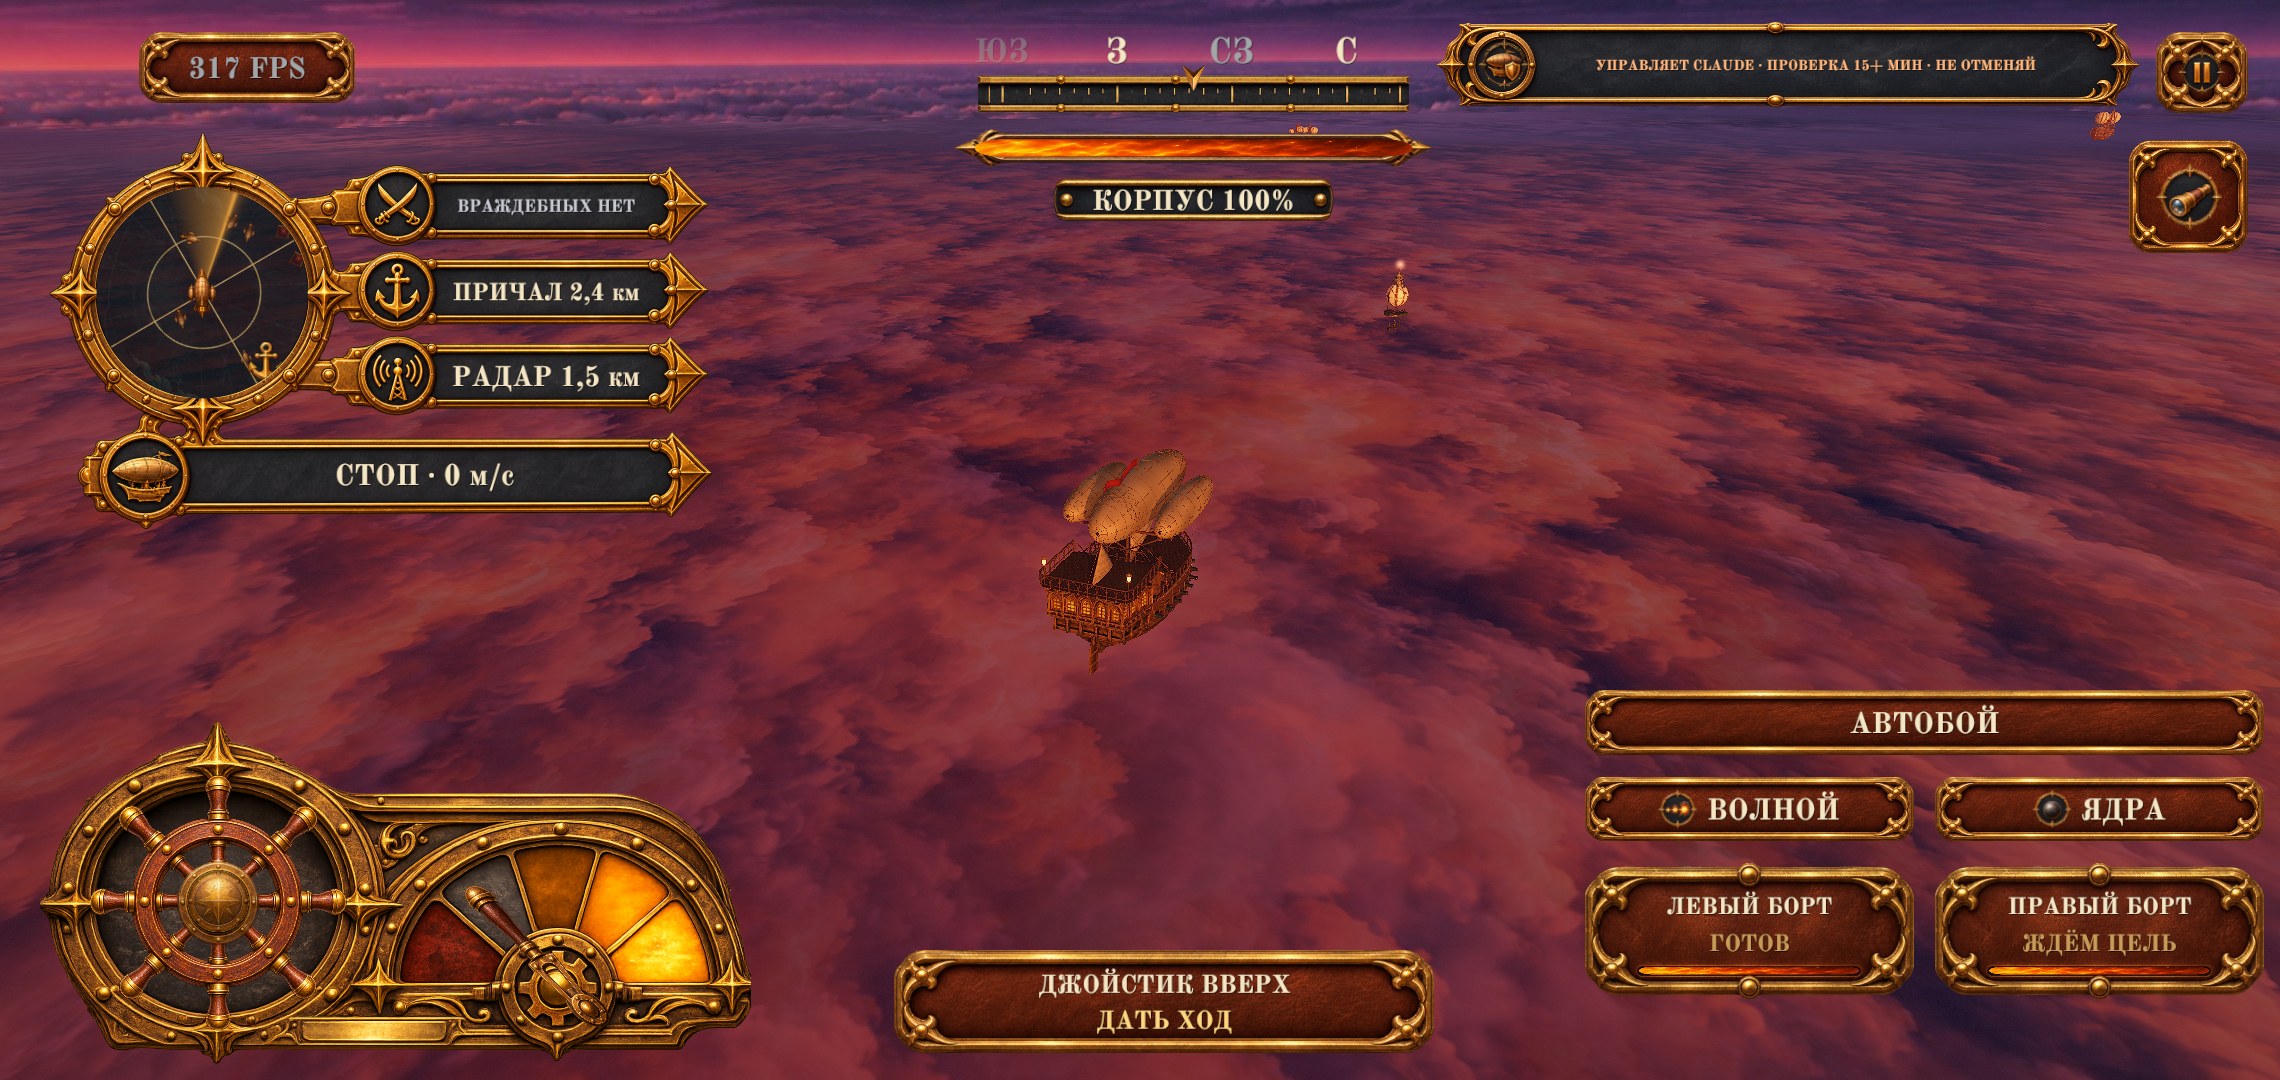 317 FPS
ЮЗ З СЗ С
УПРАВЛЯЕТ CLAUDE · ПРОВЕРКА 15+ МИН · НЕ ОТМЕНЯЙ
КОРПУС 100%
ВРАЖДЕБНЫХ НЕТ
ПРИЧАЛ 2,4 км
РАДАР 1,5 км
СТОП · 0 м/с
АВТОБОЙ
ВОЛНОЙ
ЯДРА
ЛЕВЫЙ БОРТ
ГОТОВ
ПРАВЫЙ БОРТ
ЖДЁМ ЦЕЛЬ
ДЖОЙСТИК ВВЕРХ
ДАТЬ ХОД